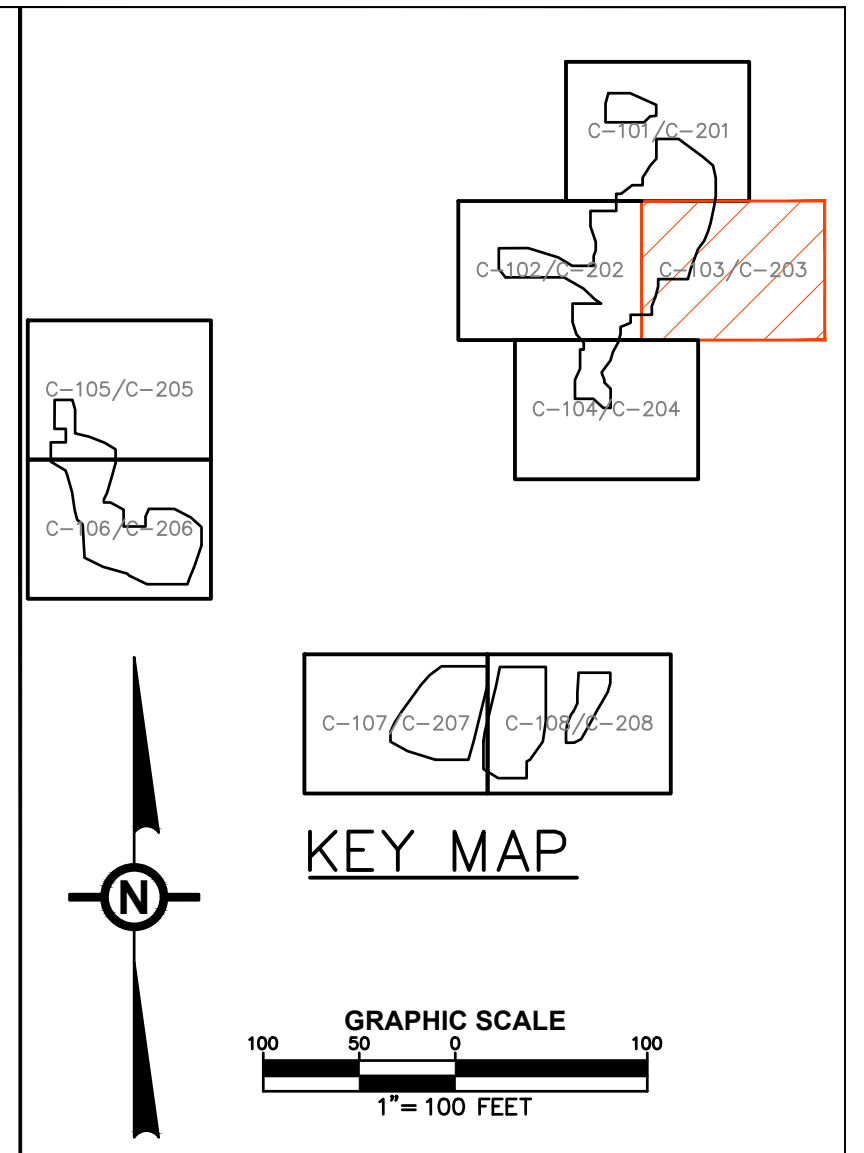 C-101/C-201
C-102/C-202
C-103/C-203
C-104/C-204
C-105/C-205
C-106/C-206
C-107/C-207
C-108/C-208
KEY MAP
N
GRAPHIC SCALE
100 50 0 100
1"= 100 FEET